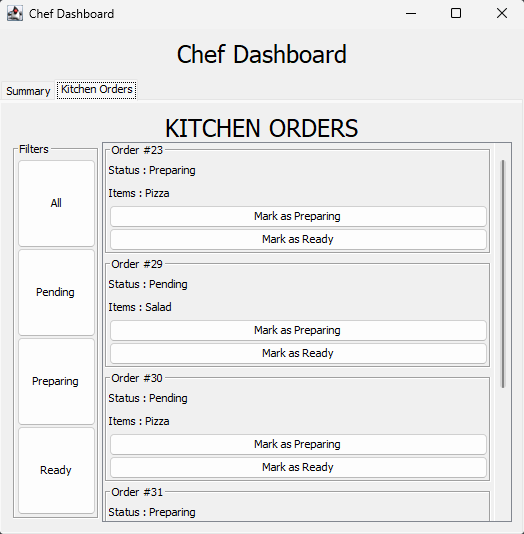 Chef Dashboard
Chef Dashboard
Summary
Kitchen Orders
KITCHEN ORDERS
Filters
All
Pending
Preparing
Ready
Order #23
Status : Preparing
Items : Pizza
Mark as Preparing
Mark as Ready
Order #29
Status : Pending
Items : Salad
Mark as Preparing
Mark as Ready
Order #30
Status : Pending
Items : Pizza
Mark as Preparing
Mark as Ready
Order #31
Status : Preparing